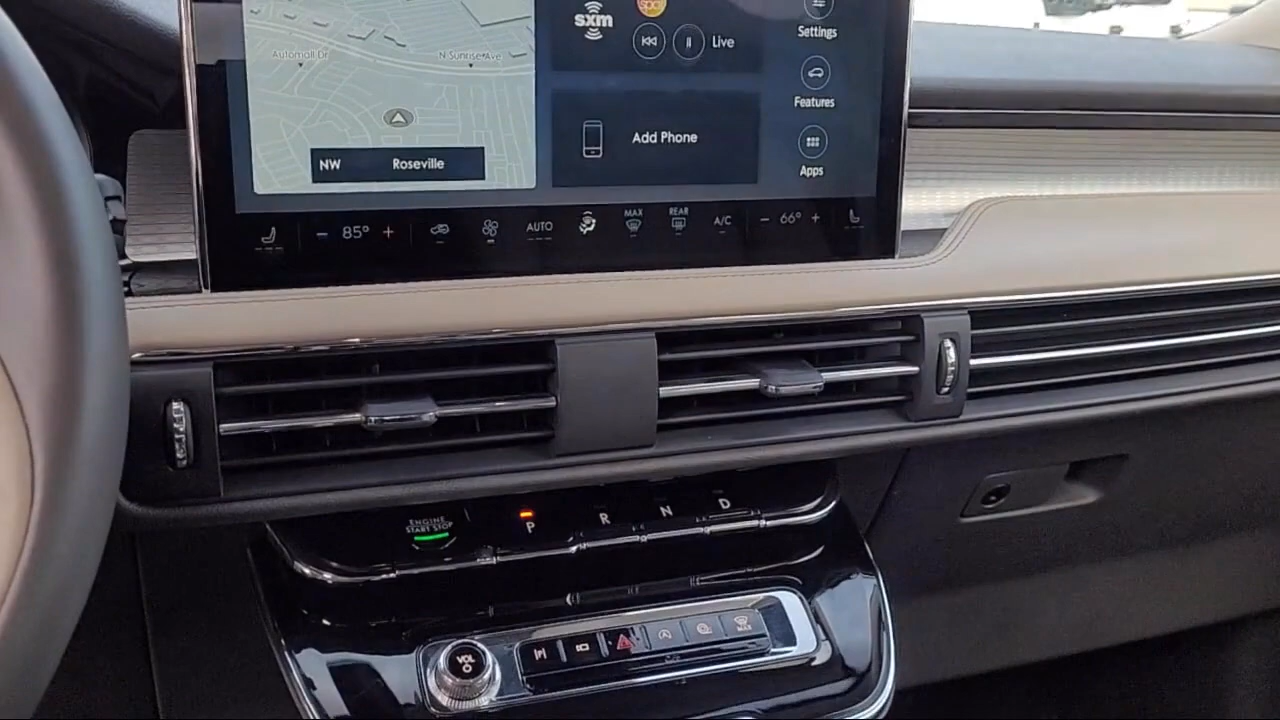 sxm
Settings
Automall Dr
N Sunrise Ave
Live
Features
Add Phone
NW Roseville
Apps
− 85° +
AUTO
MAX
REAR
A/C
− 66° +
ENGINE
START STOP
P R N D
VOL
MAX